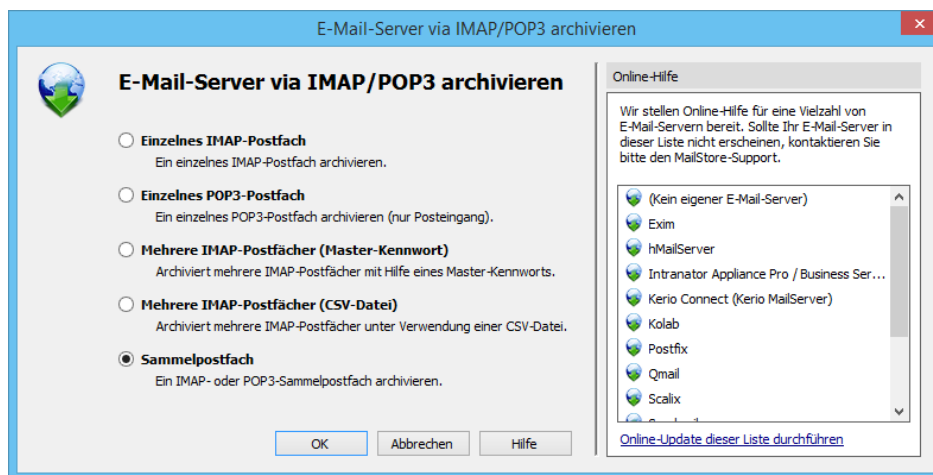 E-Mail-Server via IMAP/POP3 archivieren
E-Mail-Server via IMAP/POP3 archivieren
Einzelnes IMAP-Postfach
Ein einzelnes IMAP-Postfach archivieren.
Einzelnes POP3-Postfach
Ein einzelnes POP3-Postfach archivieren (nur Posteingang).
Mehrere IMAP-Postfächer (Master-Kennwort)
Archiviert mehrere IMAP-Postfächer mit Hilfe eines Master-Kennworts.
Mehrere IMAP-Postfächer (CSV-Datei)
Archiviert mehrere IMAP-Postfächer unter Verwendung einer CSV-Datei.
Sammelpostfach
Ein IMAP- oder POP3-Sammelpostfach archivieren.
OK
Abbrechen
Hilfe
Online-Hilfe
Wir stellen Online-Hilfe für eine Vielzahl von
E-Mail-Servern bereit. Sollte Ihr E-Mail-Server in
dieser Liste nicht erscheinen, kontaktieren Sie
bitte den MailStore-Support.
(Kein eigener E-Mail-Server)
Exim
hMailServer
Intranator Appliance Pro / Business Ser...
Kerio Connect (Kerio MailServer)
Kolab
Postfix
Qmail
Scalix
Online-Update dieser Liste durchführen